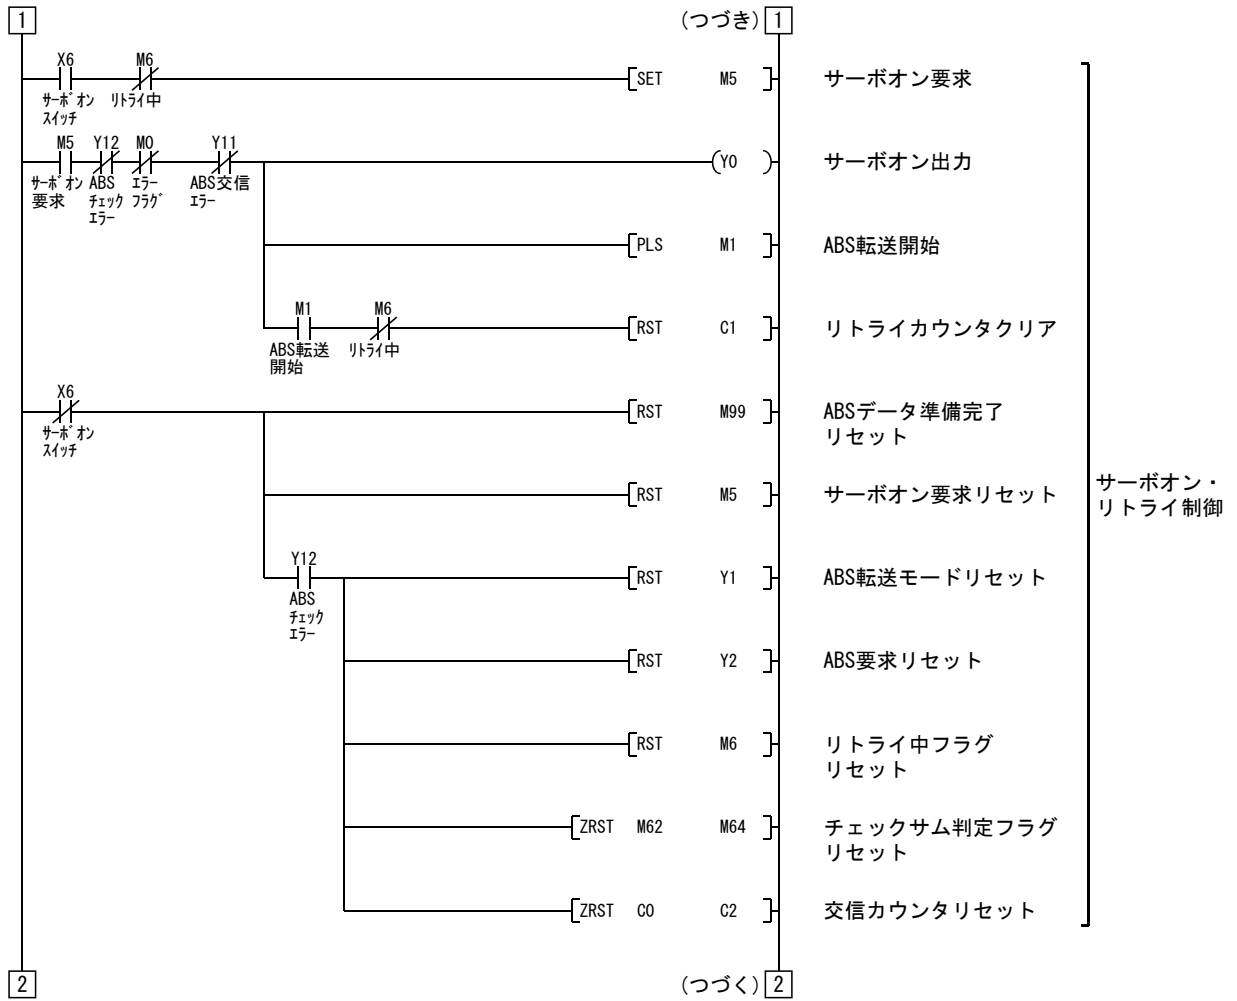 1 (つづき) 1
X6 M6
SET M5 サーボオン要求
ｻｰﾎﾞｵﾝ ﾘﾄﾗｲ中
ｽｲｯﾁ
M5 Y12 M0 Y11
Y0 サーボオン出力
ｻｰﾎﾞｵﾝ ABS ｴﾗｰ ABS交信
要求 ﾁｪｯｸ ﾌﾗｸﾞ ｴﾗｰ
ｴﾗｰ
PLS M1 ABS転送開始
M1 M6
RST C1 リトライカウンタクリア
ABS転送 ﾘﾄﾗｲ中
開始
X6
RST M99 ABSデータ準備完了
リセット
ｻｰﾎﾞｵﾝ
ｽｲｯﾁ
サーボオン・
リトライ制御
RST M5 サーボオン要求リセット
Y12
RST Y1 ABS転送モードリセット
ABS
ﾁｪｯｸ
ｴﾗｰ
RST Y2 ABS要求リセット
RST M6 リトライ中フラグ
リセット
ZRST M62 M64 チェックサム判定フラグ
リセット
ZRST C0 C2 交信カウンタリセット
2 (つづく) 2